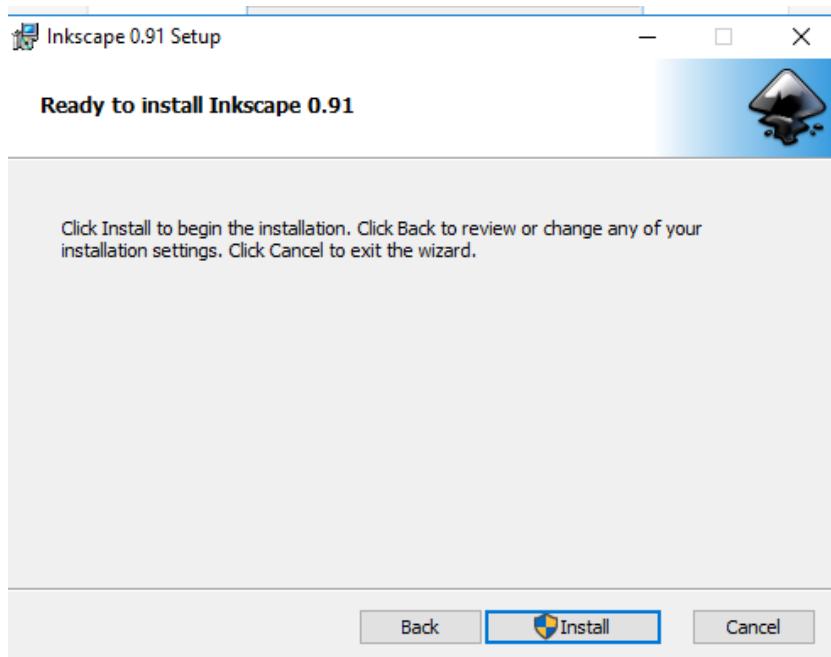 Inkscape 0.91 Setup
Ready to install Inkscape 0.91
Click Install to begin the installation. Click Back to review or change any of your
installation settings. Click Cancel to exit the wizard.
Back Install Cancel